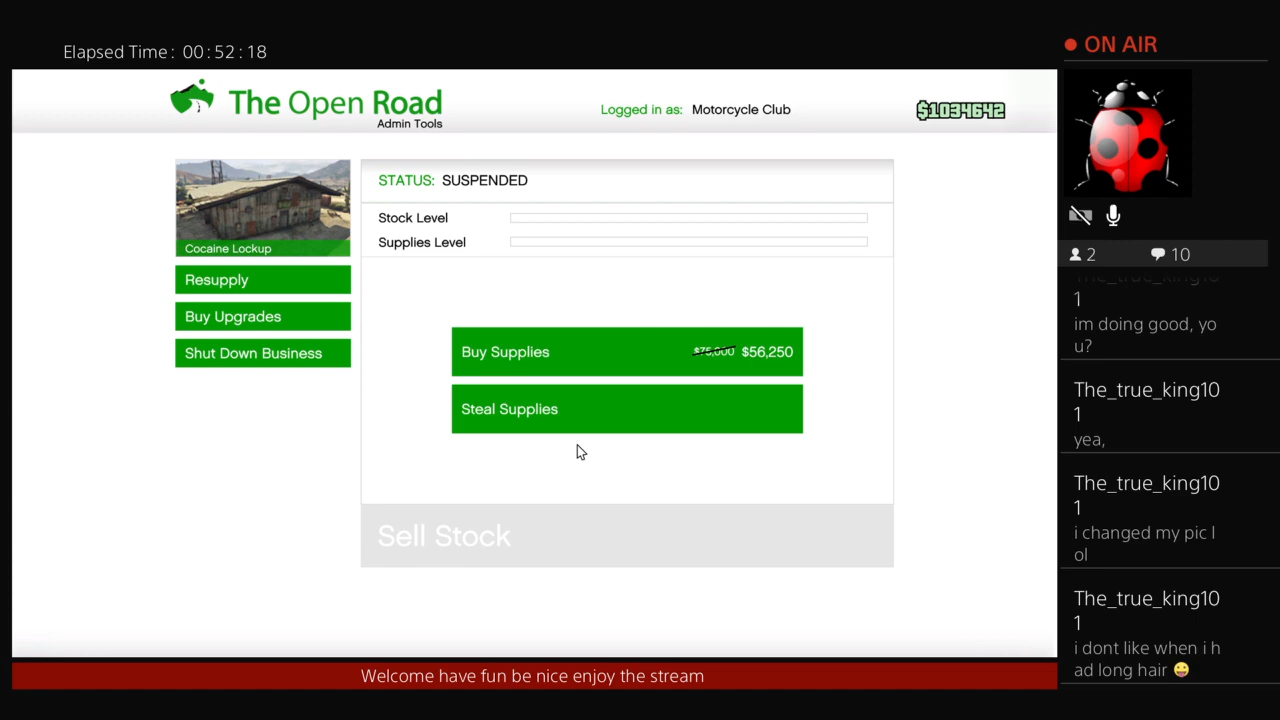 Elapsed Time: 00:52:18
ON AIR
The Open Road
Admin Tools
Logged in as: Motorcycle Club
$1034642
Cocaine Lockup
Resupply
Buy Upgrades
Shut Down Business
STATUS: SUSPENDED
Stock Level
Supplies Level
Buy Supplies $75,000 $56,250
Steal Supplies
Sell Stock
2 10
The_true_king10
1
im doing good, yo
u?
The_true_king10
1
yea,
The_true_king10
1
i changed my pic l
ol
The_true_king10
1
i dont like when i h
ad long hair 😛
Welcome have fun be nice enjoy the stream